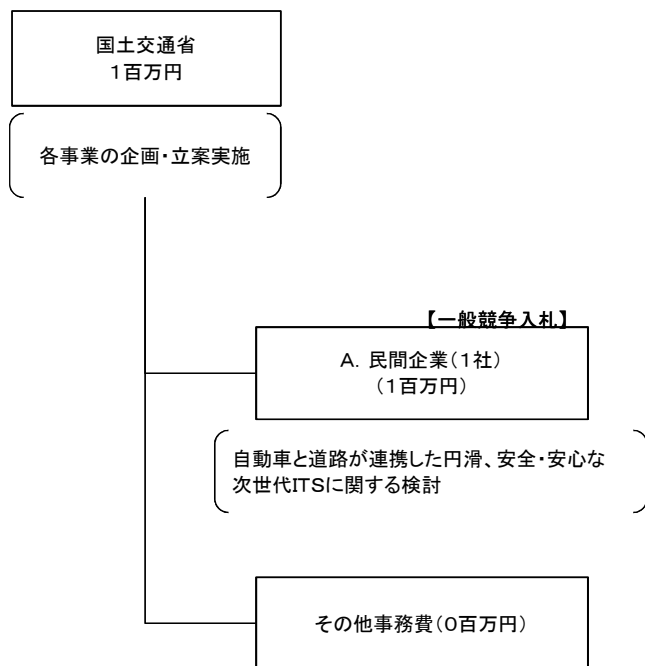 国土交通省
１百万円
各事業の企画・立案実施
【一般競争入札】
Ａ．民間企業（１社）
（１百万円）
自動車と道路が連携した円滑、安全・安心な
次世代ＩＴＳに関する検討
その他事務費（０百万円）